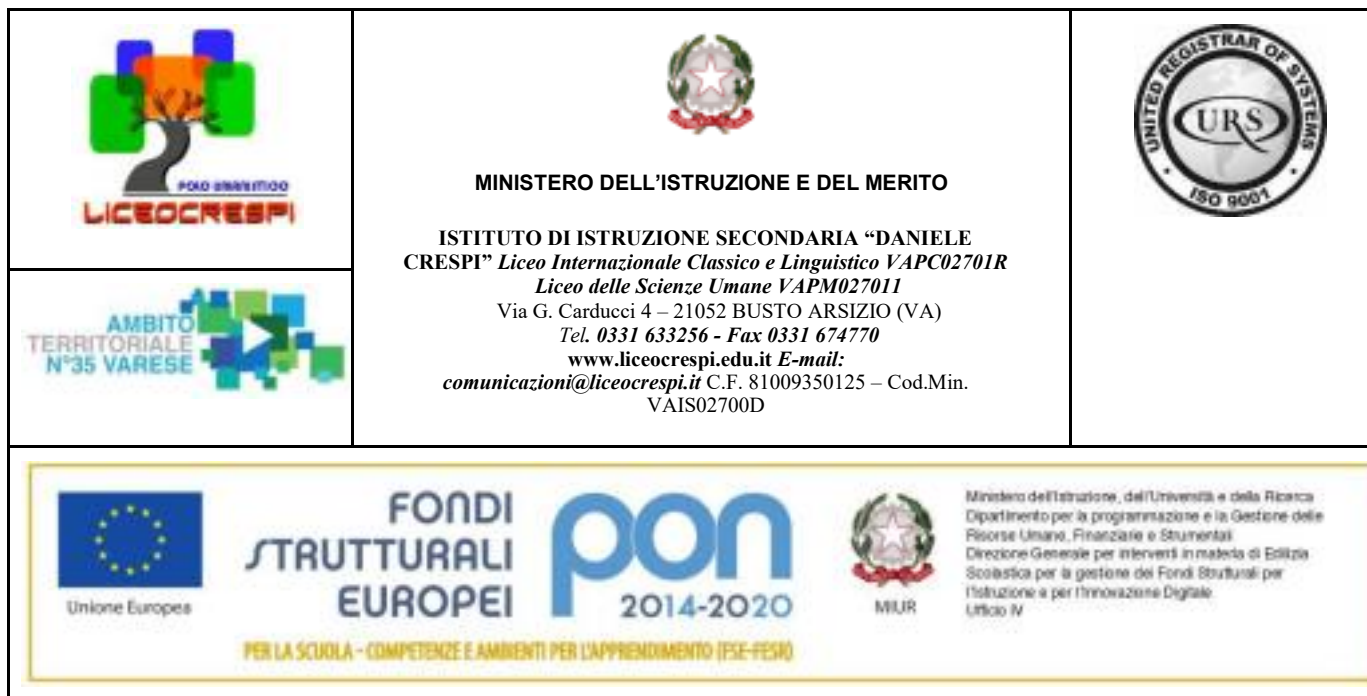 POLO UMANISTICO
LICEOCRESPI
AMBITO
TERRITORIALE
N°35 VARESE
MINISTERO DELL’ISTRUZIONE E DEL MERITO
ISTITUTO DI ISTRUZIONE SECONDARIA “DANIELE
CRESPI” Liceo Internazionale Classico e Linguistico VAPC02701R
Liceo delle Scienze Umane VAPM027011
Via G. Carducci 4 – 21052 BUSTO ARSIZIO (VA)
Tel. 0331 633256 - Fax 0331 674770
www.liceocrespi.edu.it E-mail:
comunicazioni@liceocrespi.it C.F. 81009350125 – Cod.Min.
VAIS02700D
UNITED REGISTRAR OF SYSTEMS
URS
ISO 9001
Unione Europea
FONDI
STRUTTURALI
EUROPEI
pon
2014-2020
PER LA SCUOLA - COMPETENZE E AMBIENTI PER L'APPRENDIMENTO (FSE-FESR)
MIUR
Ministero dell'Istruzione, dell'Università e della Ricerca
Dipartimento per la programmazione e la Gestione delle
Risorse Umane, Finanziarie e Strumentali
Direzione Generale per interventi in materia di Edilizia
Scolastica per la gestione dei Fondi Strutturali per
l'Istruzione e per l'Innovazione Digitale
Ufficio IV